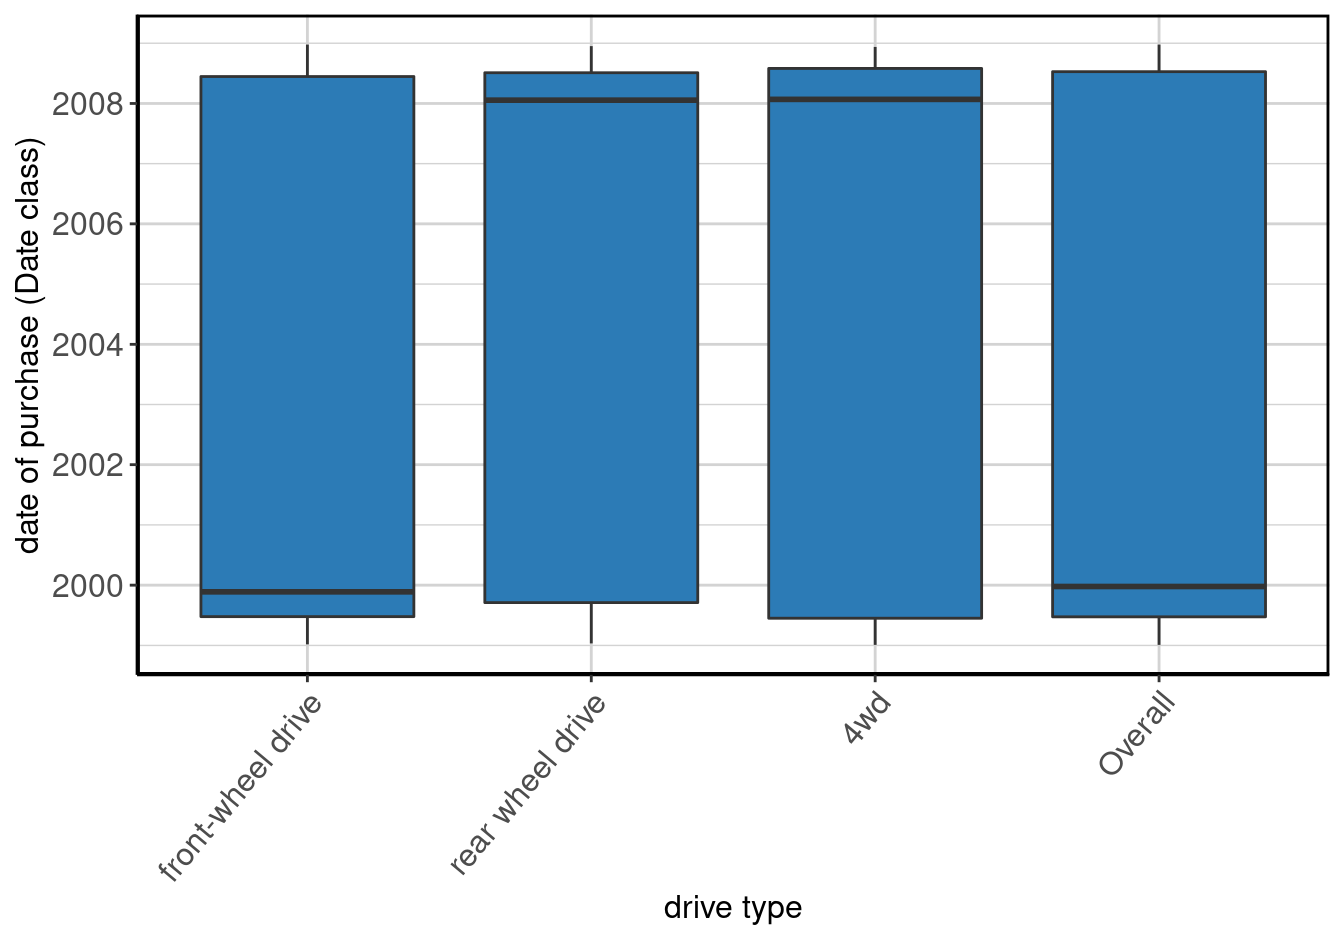 date of purchase (Date class)
2008
2006
2004
2002
2000
front-wheel drive
rear wheel drive
4wd
Overall
drive type